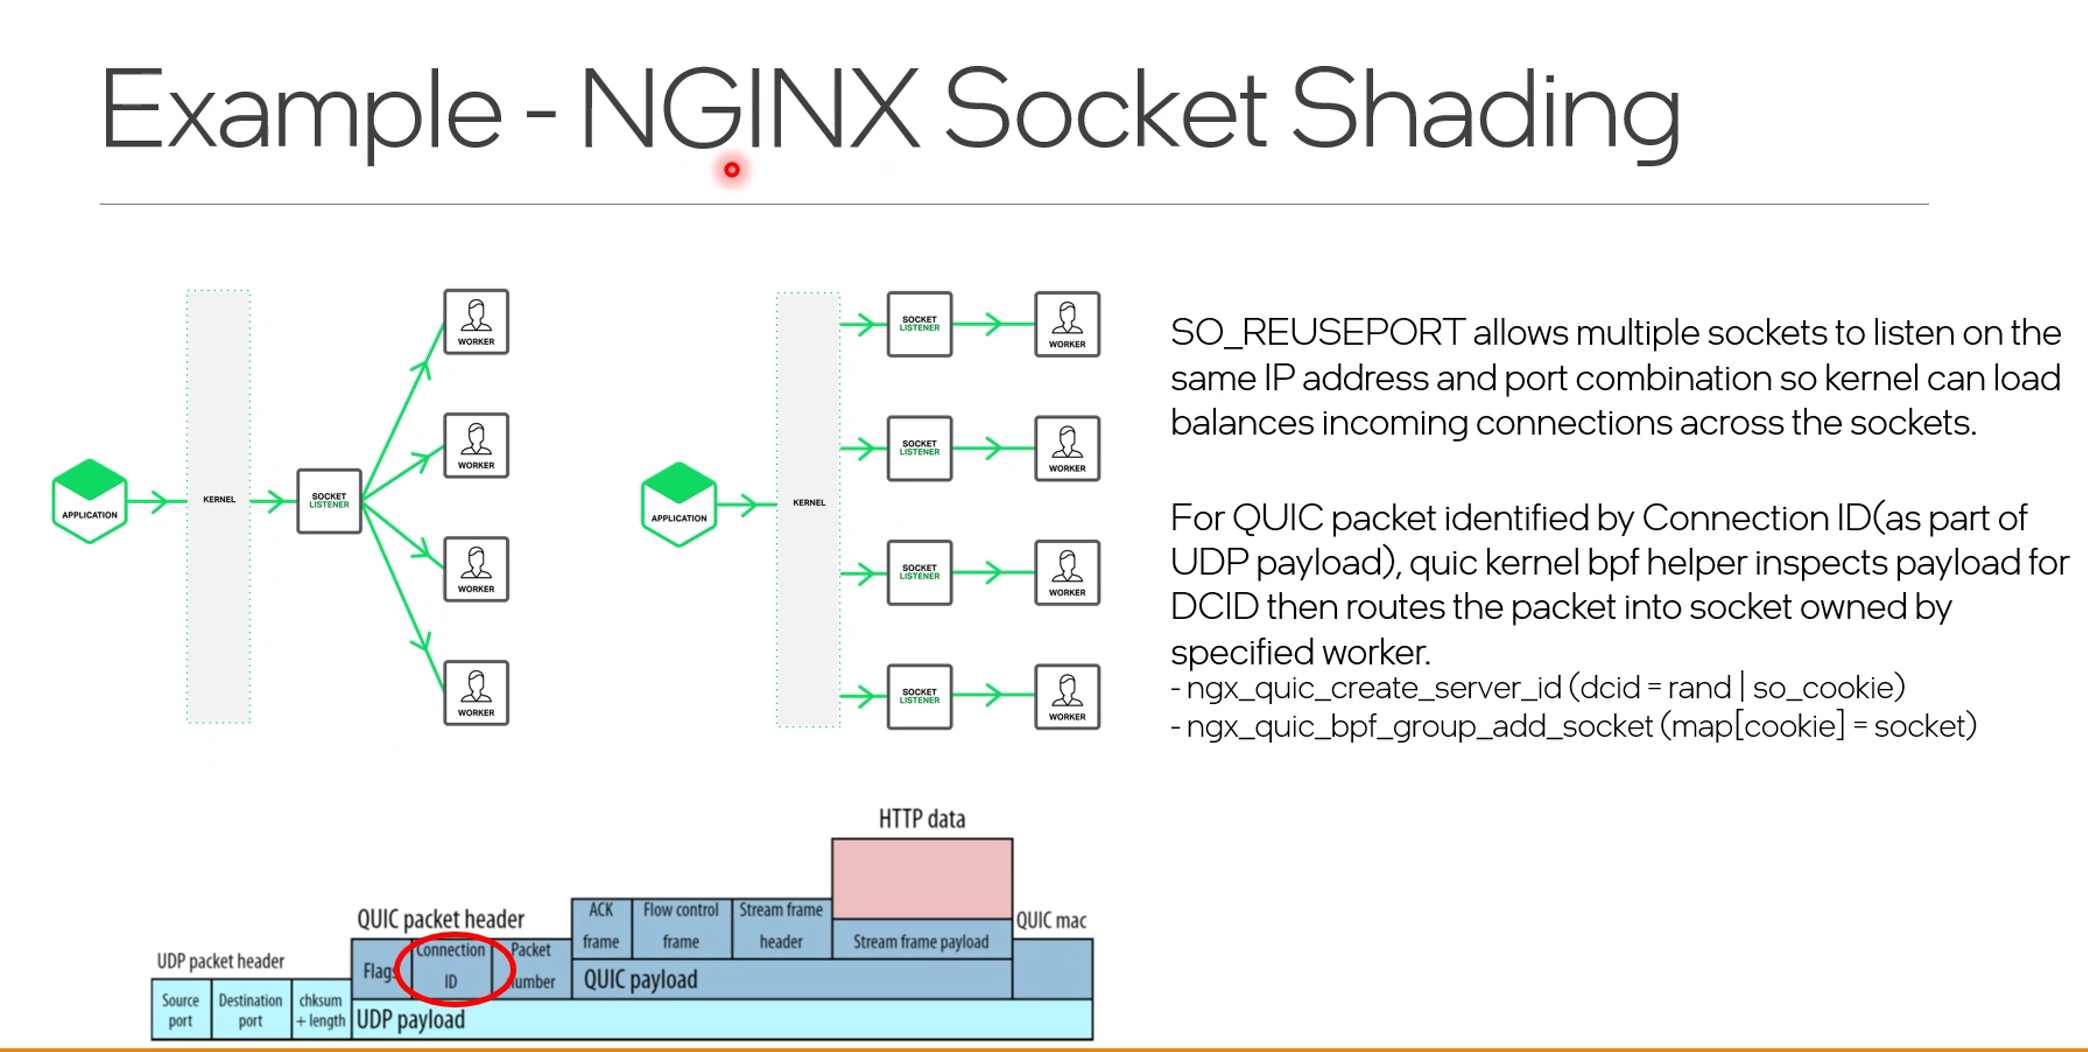 Example - NGINX Socket Shading
APPLICATION
KERNEL
SOCKET
LISTENER
WORKER
WORKER
WORKER
WORKER
APPLICATION
KERNEL
SOCKET
LISTENER
WORKER
SOCKET
LISTENER
WORKER
SOCKET
LISTENER
WORKER
SOCKET
LISTENER
WORKER
SO_REUSEPORT allows multiple sockets to listen on the
same IP address and port combination so kernel can load
balances incoming connections across the sockets.
For QUIC packet identified by Connection ID(as part of
UDP payload), quic kernel bpf helper inspects payload for
DCID then routes the packet into socket owned by
specified worker.
- ngx_quic_create_server_id (dcid = rand | so_cookie)
- ngx_quic_bpf_group_add_socket (map[cookie] = socket)
HTTP data
QUIC packet header
ACK
frame
Flow control
frame
Stream frame
header
Stream frame payload
QUIC mac
UDP packet header
Flags
Connection
ID
Packet
number
QUIC payload
Source
port
Destination
port
chksum
+ length
UDP payload